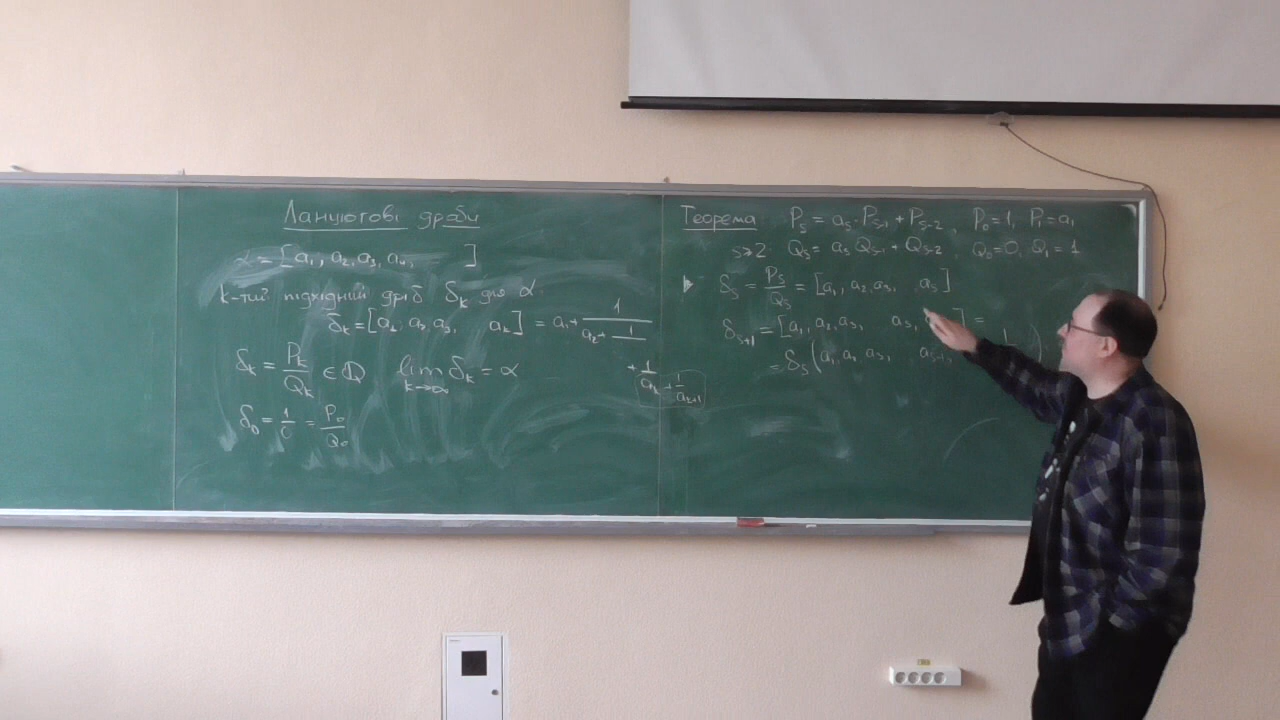 Ланцюгові дроби
α = [a₁, a₂, a₃, a₄, ]
k-тий підхідний дріб δₖ для α
δₖ = [a₁, a₂, a₃, aₖ] = a₁ + 1/(a₂ + 1/
+ 1/(aₖ + 1/aₖ₊₁)
δₖ = Pₖ/Qₖ ∈ ℚ lim k→∞ δₖ = α
δ₀ = 1/0 = P₀/Q₀
Теорема Pₛ = aₛ·Pₛ₋₁ + Pₛ₋₂, P₀ = 1, P₁ = a₁
s≥2: Qₛ = aₛ Qₛ₋₁ + Qₛ₋₂, Q₀ = 0, Q₁ = 1
δₛ = Pₛ/Qₛ = [a₁, a₂, a₃, aₛ]
δₛ₊₁ = [a₁, a₂, a₃, aₛ, ] =
= δₛ(a₁, a₂, a₃,